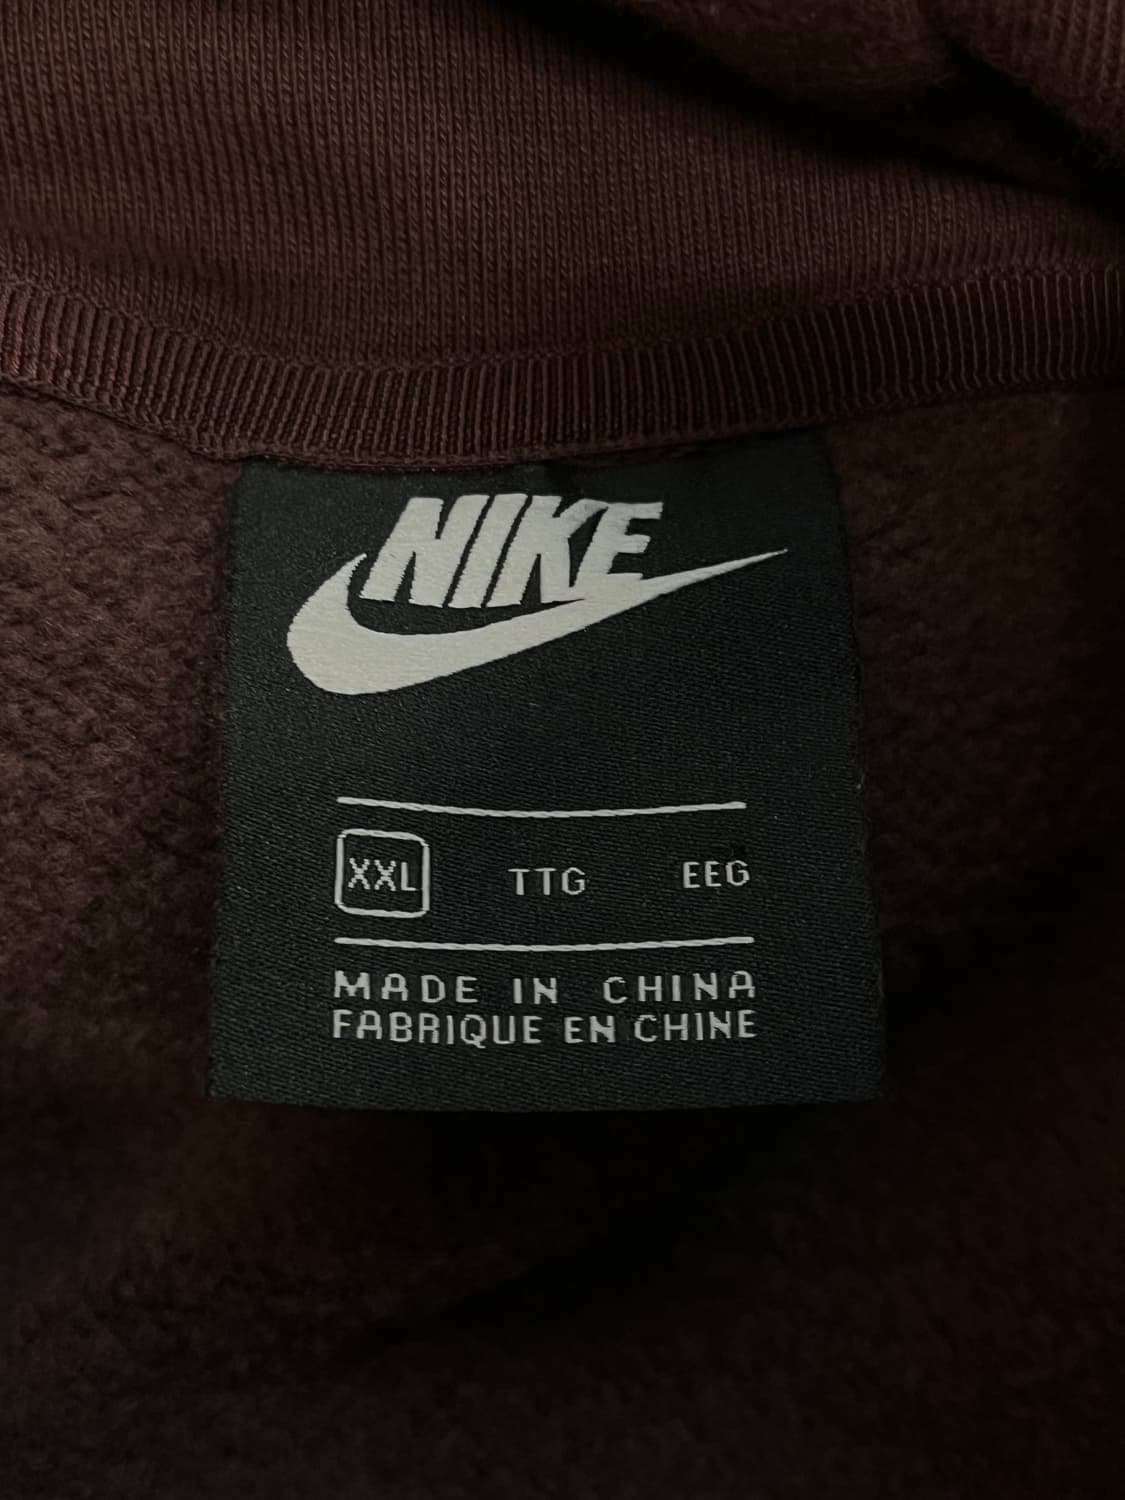 NIKE
XXL TTG EEG
MADE IN CHINA
FABRIQUE EN CHINE